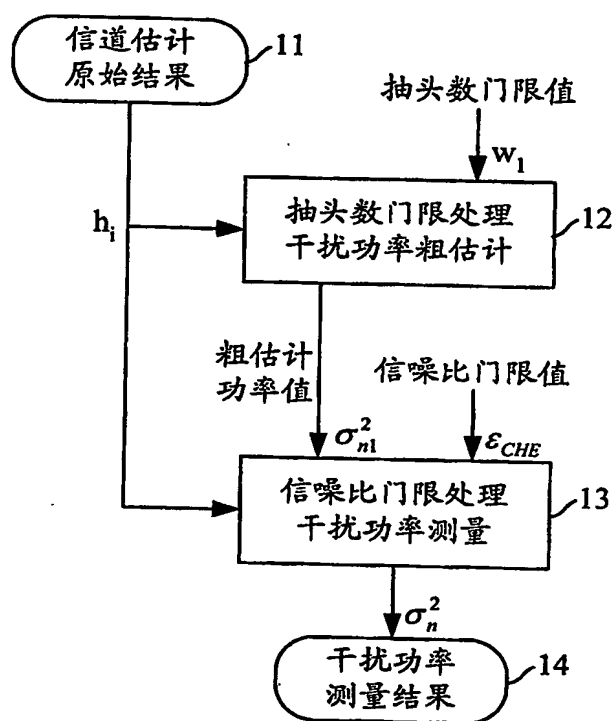 信道估计
原始结果
11
抽头数门限值
w₁
hᵢ
抽头数门限处理
干扰功率粗估计
12
粗估计
功率值
信噪比门限值
σ²ₙ₁
ε_CHE
信噪比门限处理
干扰功率测量
13
σ²ₙ
干扰功率
测量结果
14